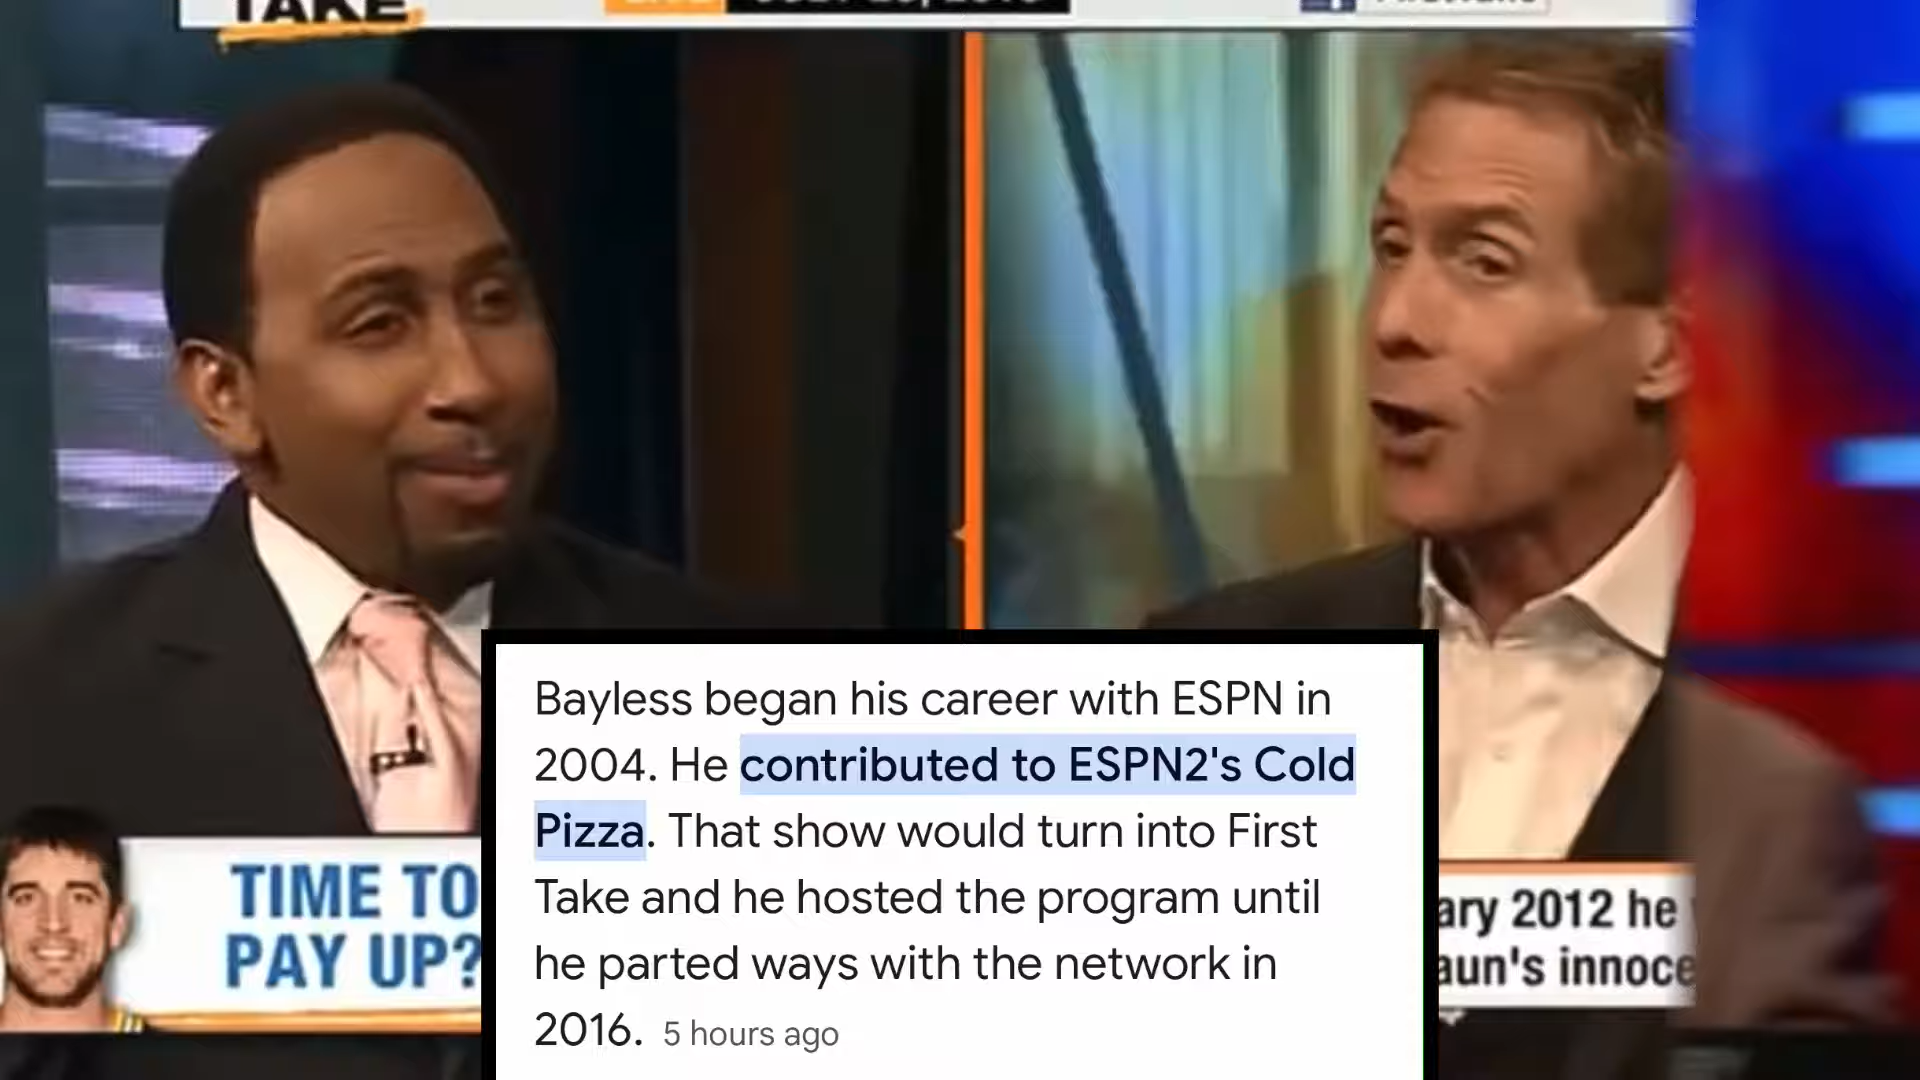 TAKE
Bayless began his career with ESPN in
2004. He contributed to ESPN2's Cold
Pizza. That show would turn into First
Take and he hosted the program until
he parted ways with the network in
2016. 5 hours ago
TIME TO
PAY UP?
ary 2012 he
aun's innoce